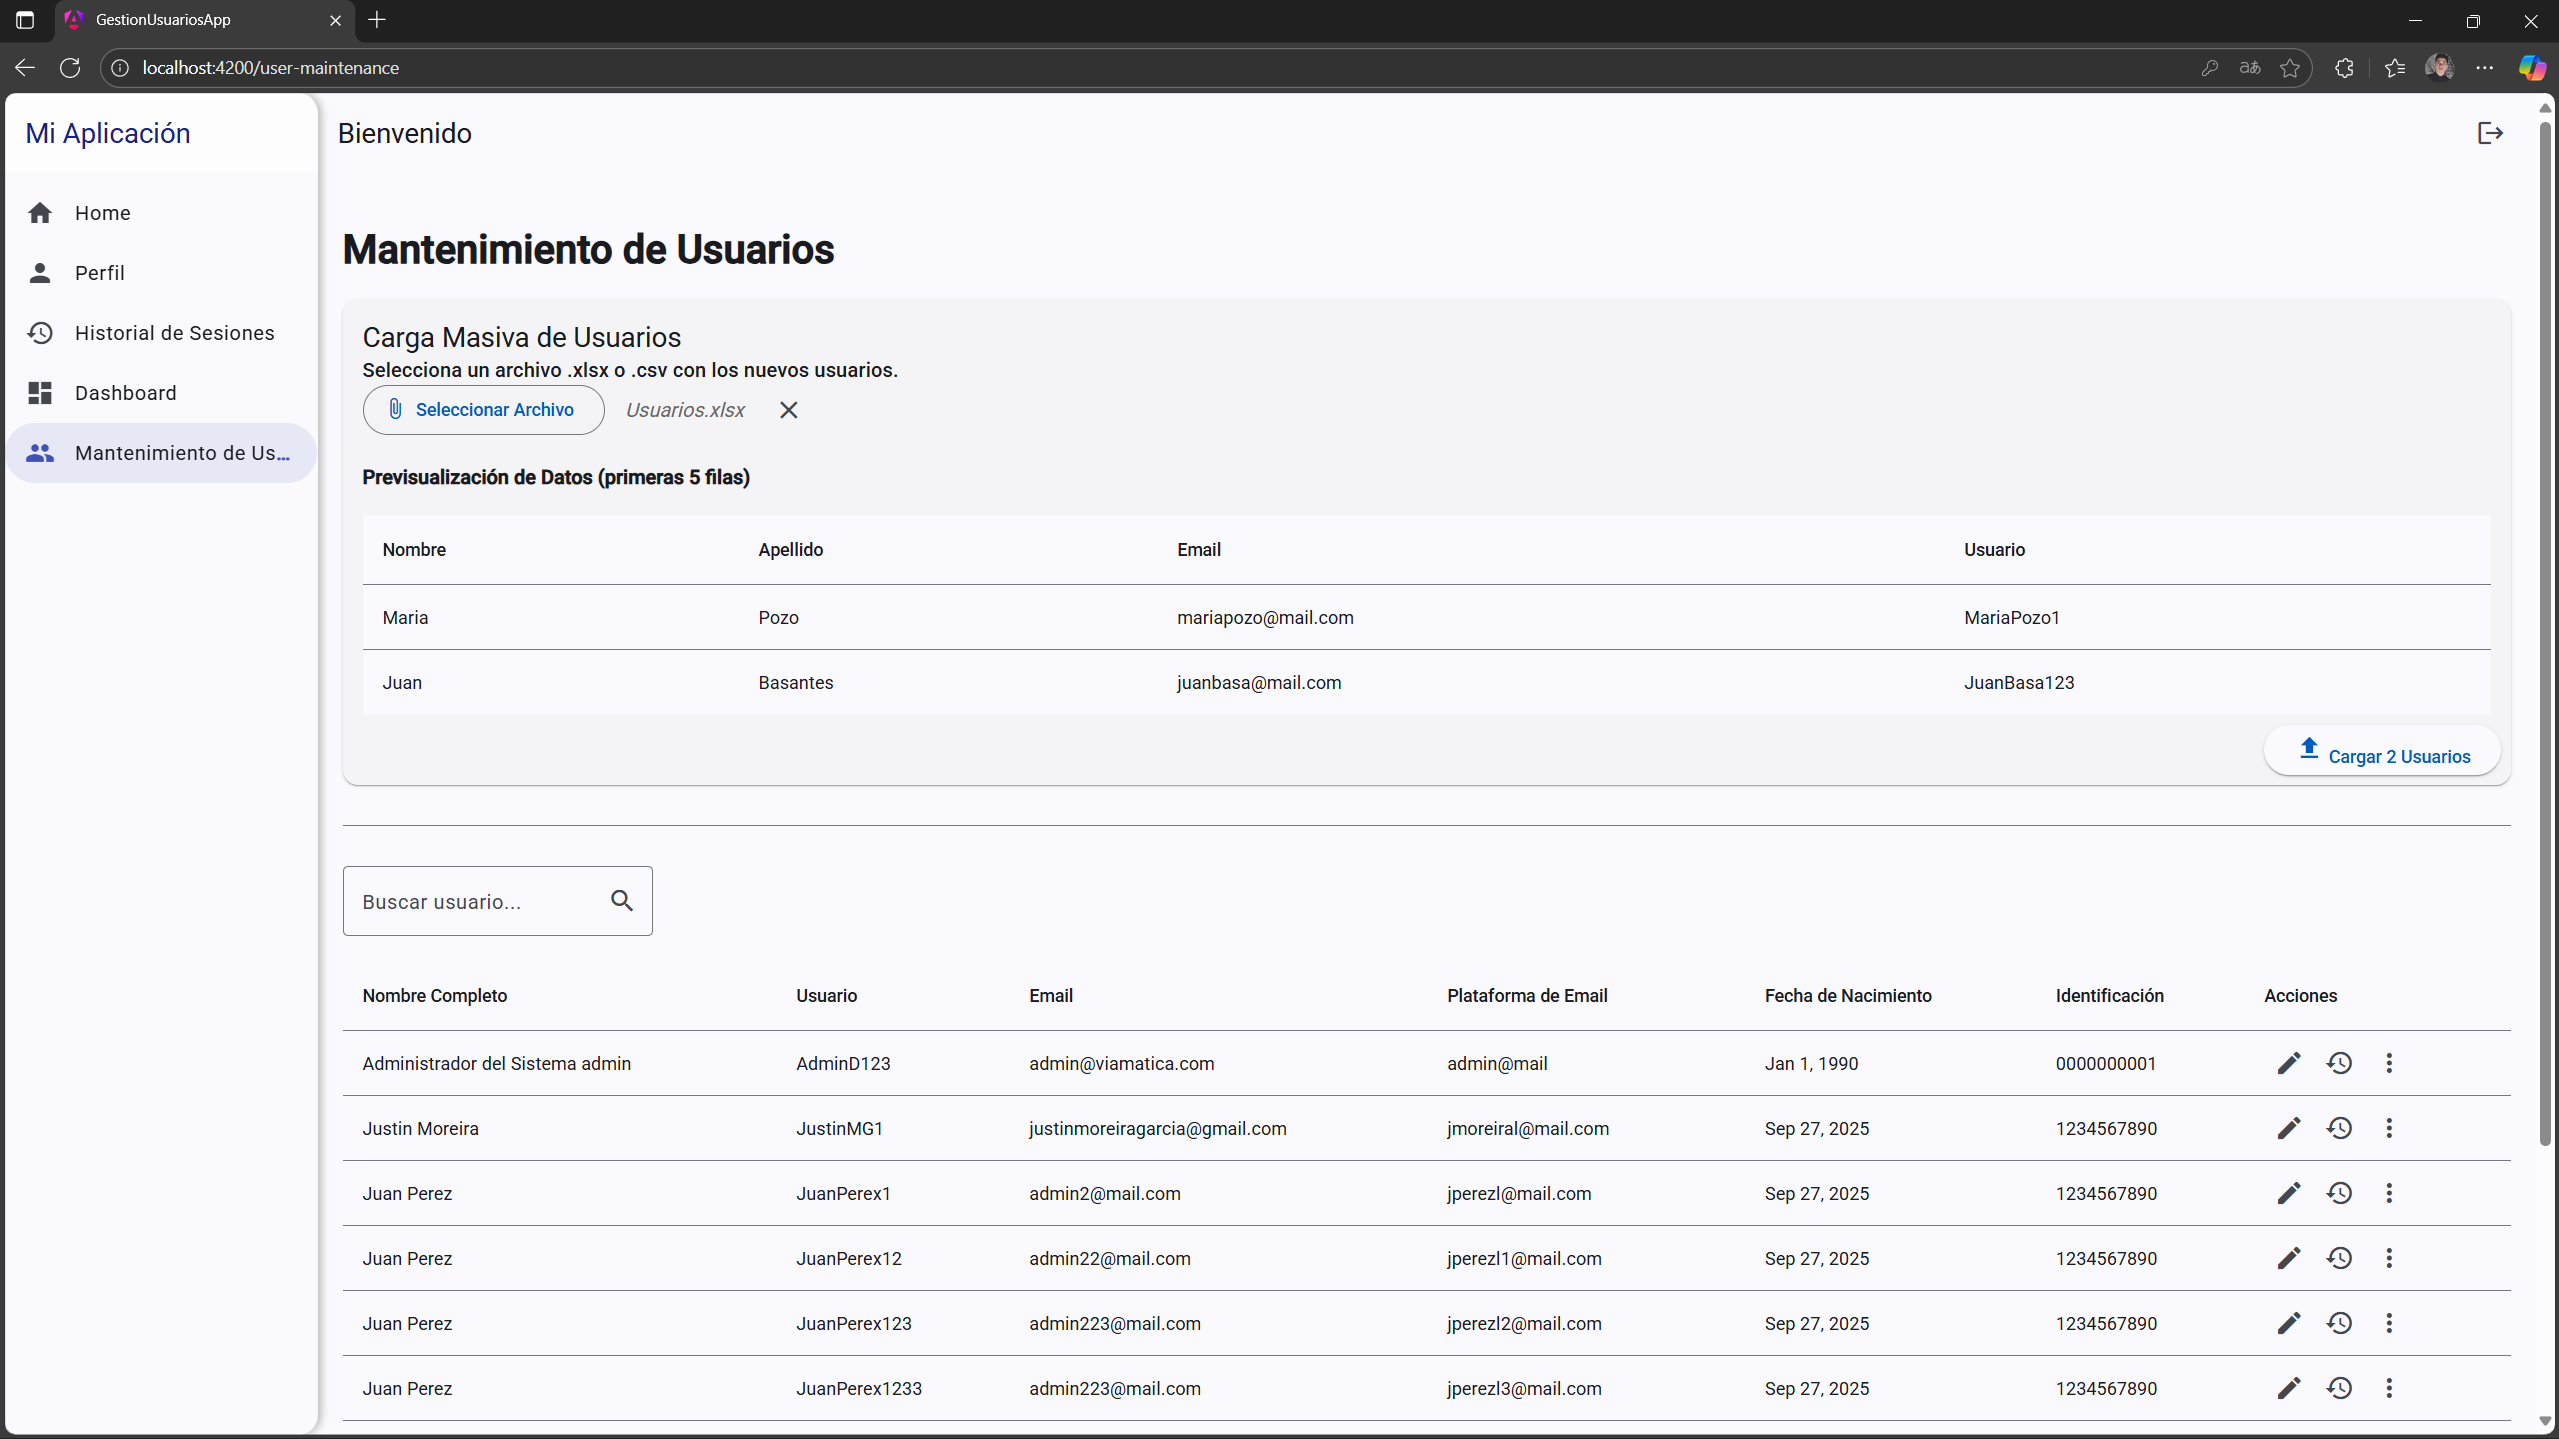 GestionUsuariosApp
localhost:4200/user-maintenance
Mi Aplicación
Bienvenido
Home
Perfil
Historial de Sesiones
Dashboard
Mantenimiento de Us...
Mantenimiento de Usuarios
Carga Masiva de Usuarios
Selecciona un archivo .xlsx o .csv con los nuevos usuarios.
Seleccionar Archivo Usuarios.xlsx
Previsualización de Datos (primeras 5 filas)
Nombre Apellido Email Usuario
Maria Pozo mariapozo@mail.com MariaPozo1
Juan Basantes juanbasa@mail.com JuanBasa123
Cargar 2 Usuarios
Buscar usuario...
Nombre Completo Usuario Email Plataforma de Email Fecha de Nacimiento Identificación Acciones
Administrador del Sistema admin AdminD123 admin@viamatica.com admin@mail Jan 1, 1990 0000000001
Justin Moreira JustinMG1 justinmoreiragarcia@gmail.com jmoreiral@mail.com Sep 27, 2025 1234567890
Juan Perez JuanPerex1 admin2@mail.com jperezl@mail.com Sep 27, 2025 1234567890
Juan Perez JuanPerex12 admin22@mail.com jperezl1@mail.com Sep 27, 2025 1234567890
Juan Perez JuanPerex123 admin223@mail.com jperezl2@mail.com Sep 27, 2025 1234567890
Juan Perez JuanPerex1233 admin223@mail.com jperezl3@mail.com Sep 27, 2025 1234567890